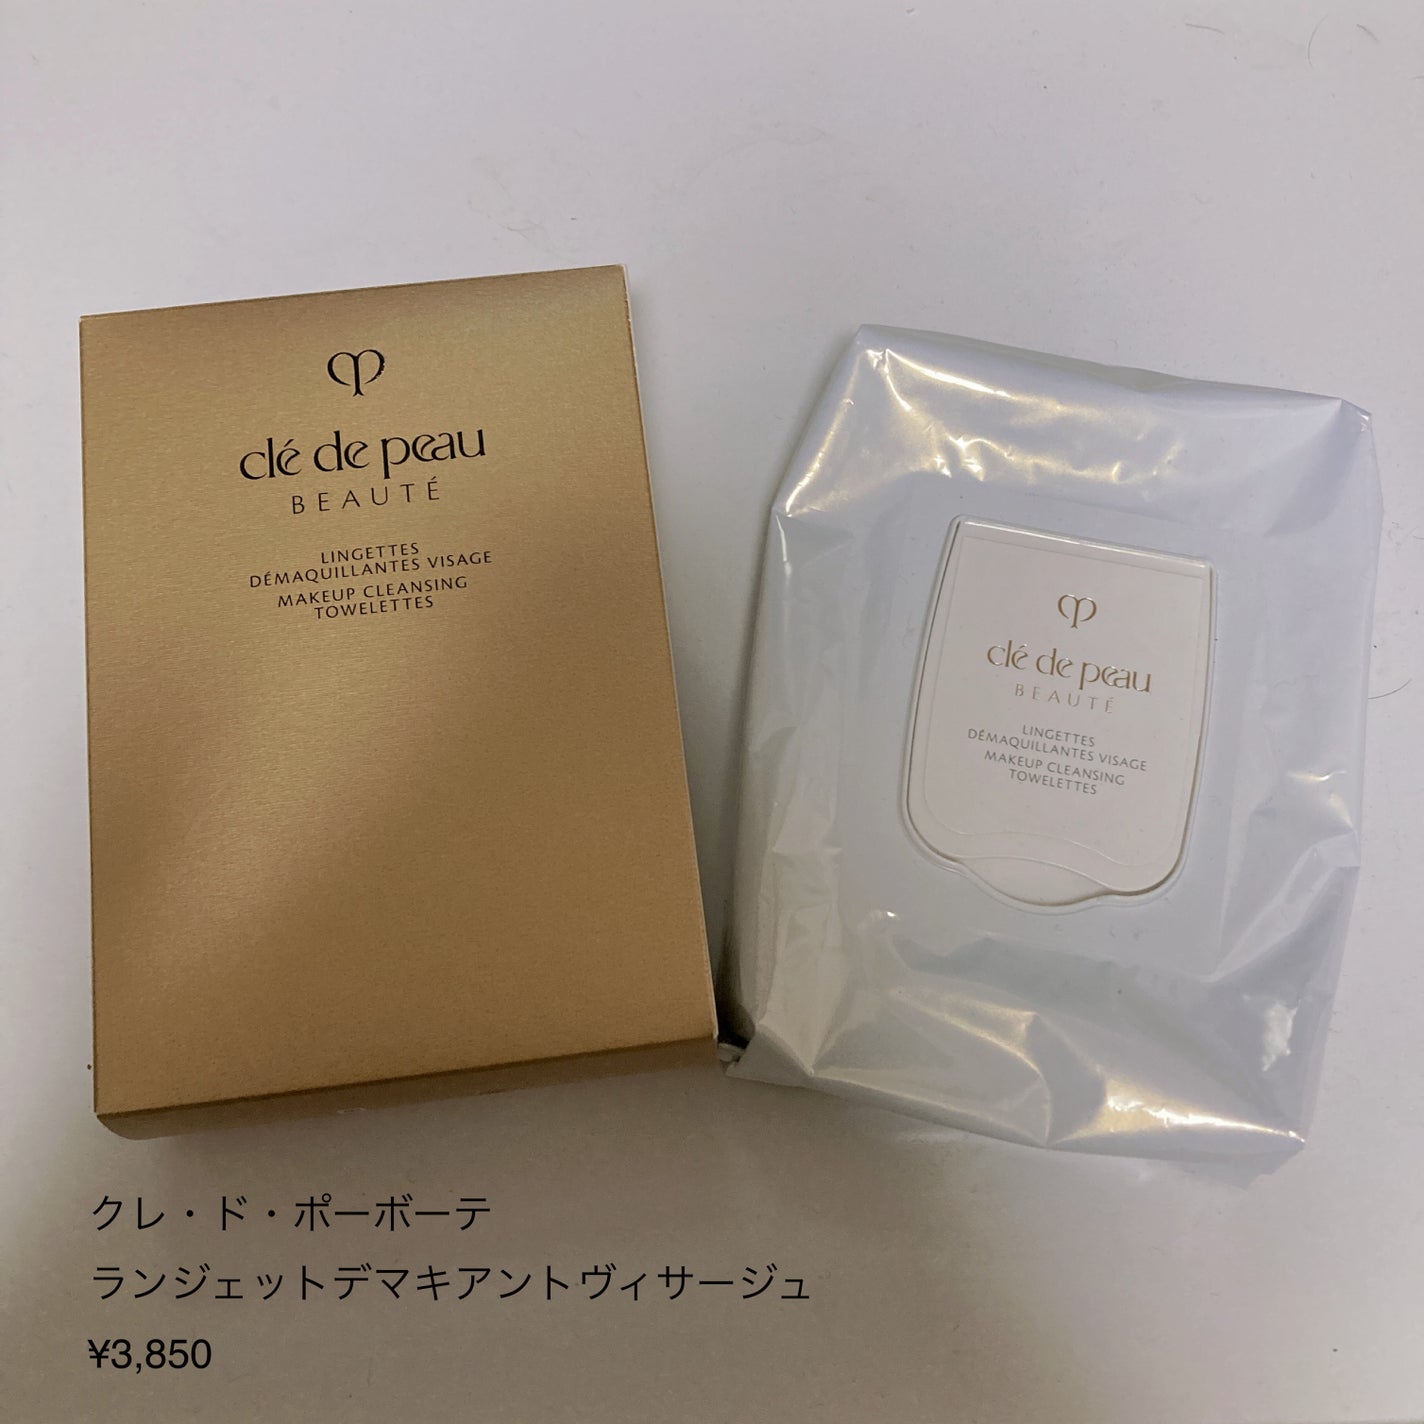 clé de peau
BEAUTÉ
LINGETTES
DÉMAQUILLANTES VISAGE
MAKEUP CLEANSING
TOWELETTES
clé de peau
BEAUTÉ
LINGETTES
DÉMAQUILLANTES VISAGE
MAKEUP CLEANSING
TOWELETTES
クレ・ド・ポーボーテ
ランジェットデマキアントヴィサージュ
¥3,850